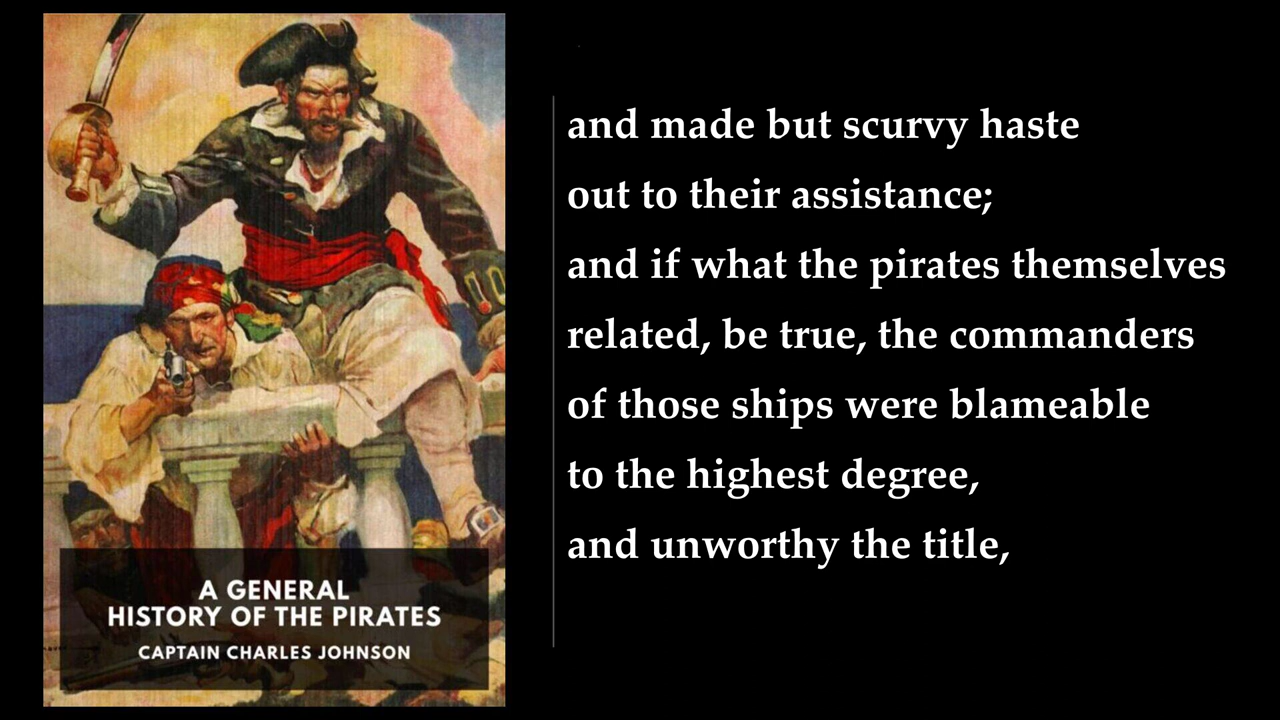 and made but scurvy haste
out to their assistance;
and if what the pirates themselves
related, be true, the commanders
of those ships were blameable
to the highest degree,
and unworthy the title,
A GENERAL
HISTORY OF THE PIRATES
CAPTAIN CHARLES JOHNSON